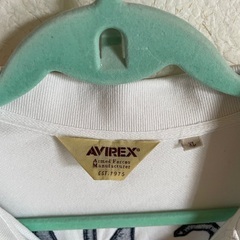 AVIREX
Armed Forces
Manufacturer
EST. 1975